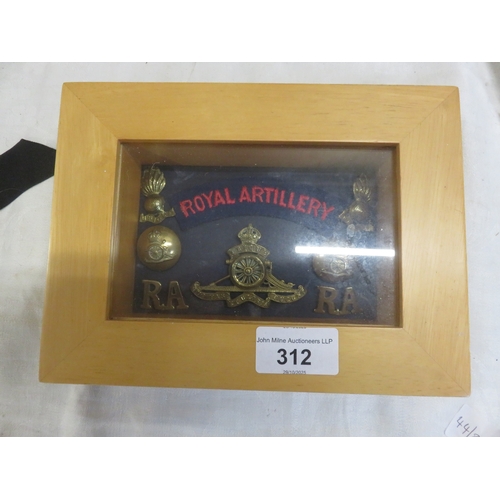 ROYAL ARTILLERY
RA RA
John Milne Auctioneers LLP
312